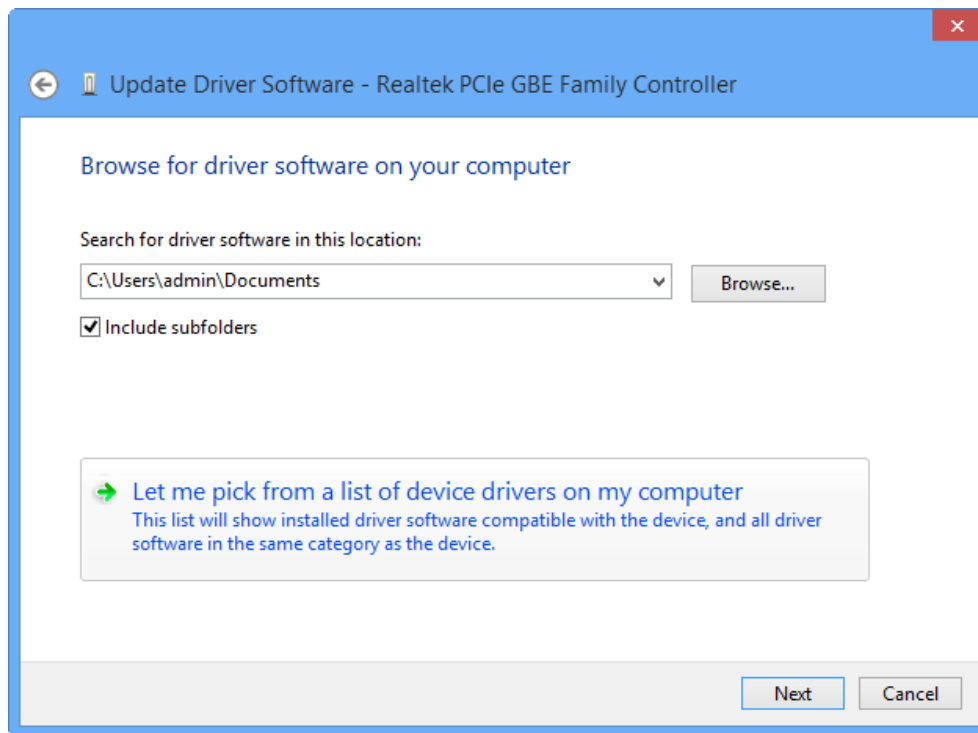 Update Driver Software - Realtek PCIe GBE Family Controller
Browse for driver software on your computer
Search for driver software in this location:
C:\Users\admin\Documents
Browse...
Include subfolders
Let me pick from a list of device drivers on my computer
This list will show installed driver software compatible with the device, and all driver
software in the same category as the device.
Next
Cancel